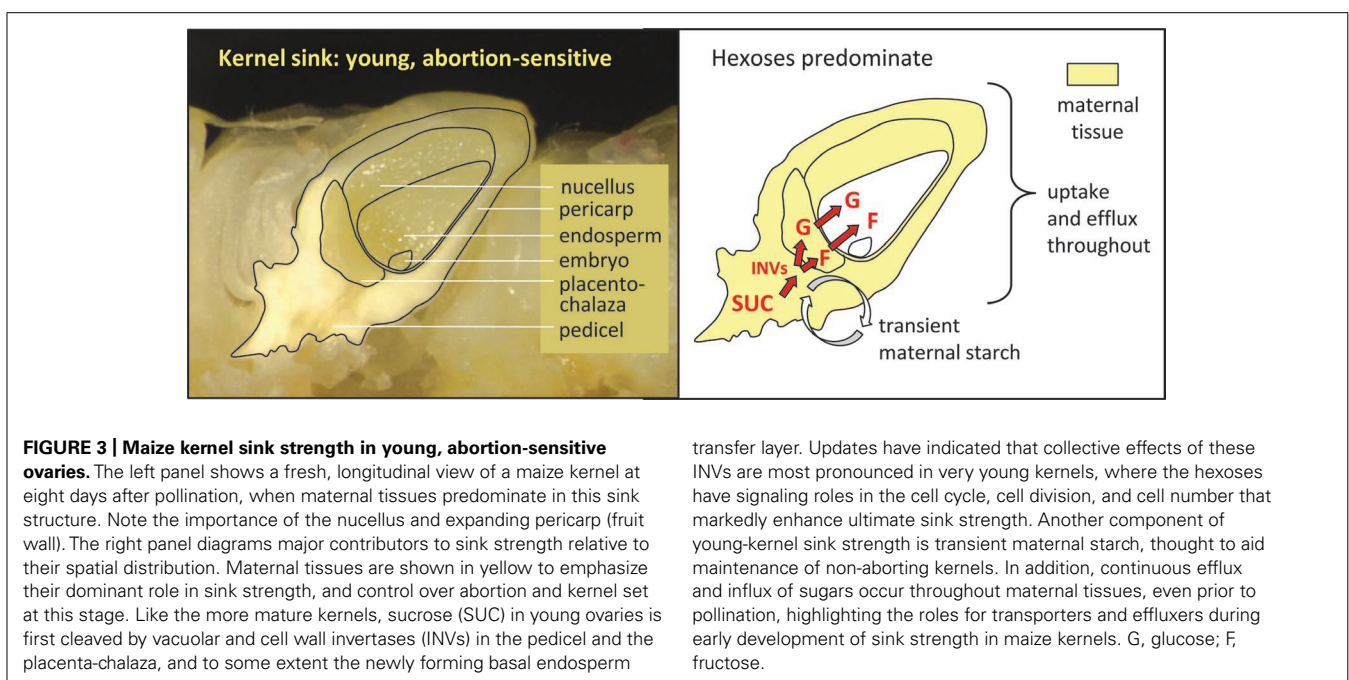 Kernel sink: young, abortion-sensitive
nucellus
pericarp
endosperm
embryo
placento-
chalaza
pedicel
Hexoses predominate
maternal
tissue
uptake
and efflux
throughout
G
G
F
F
INVs
SUC
transient
maternal starch
FIGURE 3 | Maize kernel sink strength in young, abortion-sensitive
ovaries. The left panel shows a fresh, longitudinal view of a maize kernel at
eight days after pollination, when maternal tissues predominate in this sink
structure. Note the importance of the nucellus and expanding pericarp (fruit
wall). The right panel diagrams major contributors to sink strength relative to
their spatial distribution. Maternal tissues are shown in yellow to emphasize
their dominant role in sink strength, and control over abortion and kernel set
at this stage. Like the more mature kernels, sucrose (SUC) in young ovaries is
first cleaved by vacuolar and cell wall invertases (INVs) in the pedicel and the
placenta-chalaza, and to some extent the newly forming basal endosperm
transfer layer. Updates have indicated that collective effects of these
INVs are most pronounced in very young kernels, where the hexoses
have signaling roles in the cell cycle, cell division, and cell number that
markedly enhance ultimate sink strength. Another component of
young-kernel sink strength is transient maternal starch, thought to aid
maintenance of non-aborting kernels. In addition, continuous efflux
and influx of sugars occur throughout maternal tissues, even prior to
pollination, highlighting the roles for transporters and effluxers during
early development of sink strength in maize kernels. G, glucose; F,
fructose.